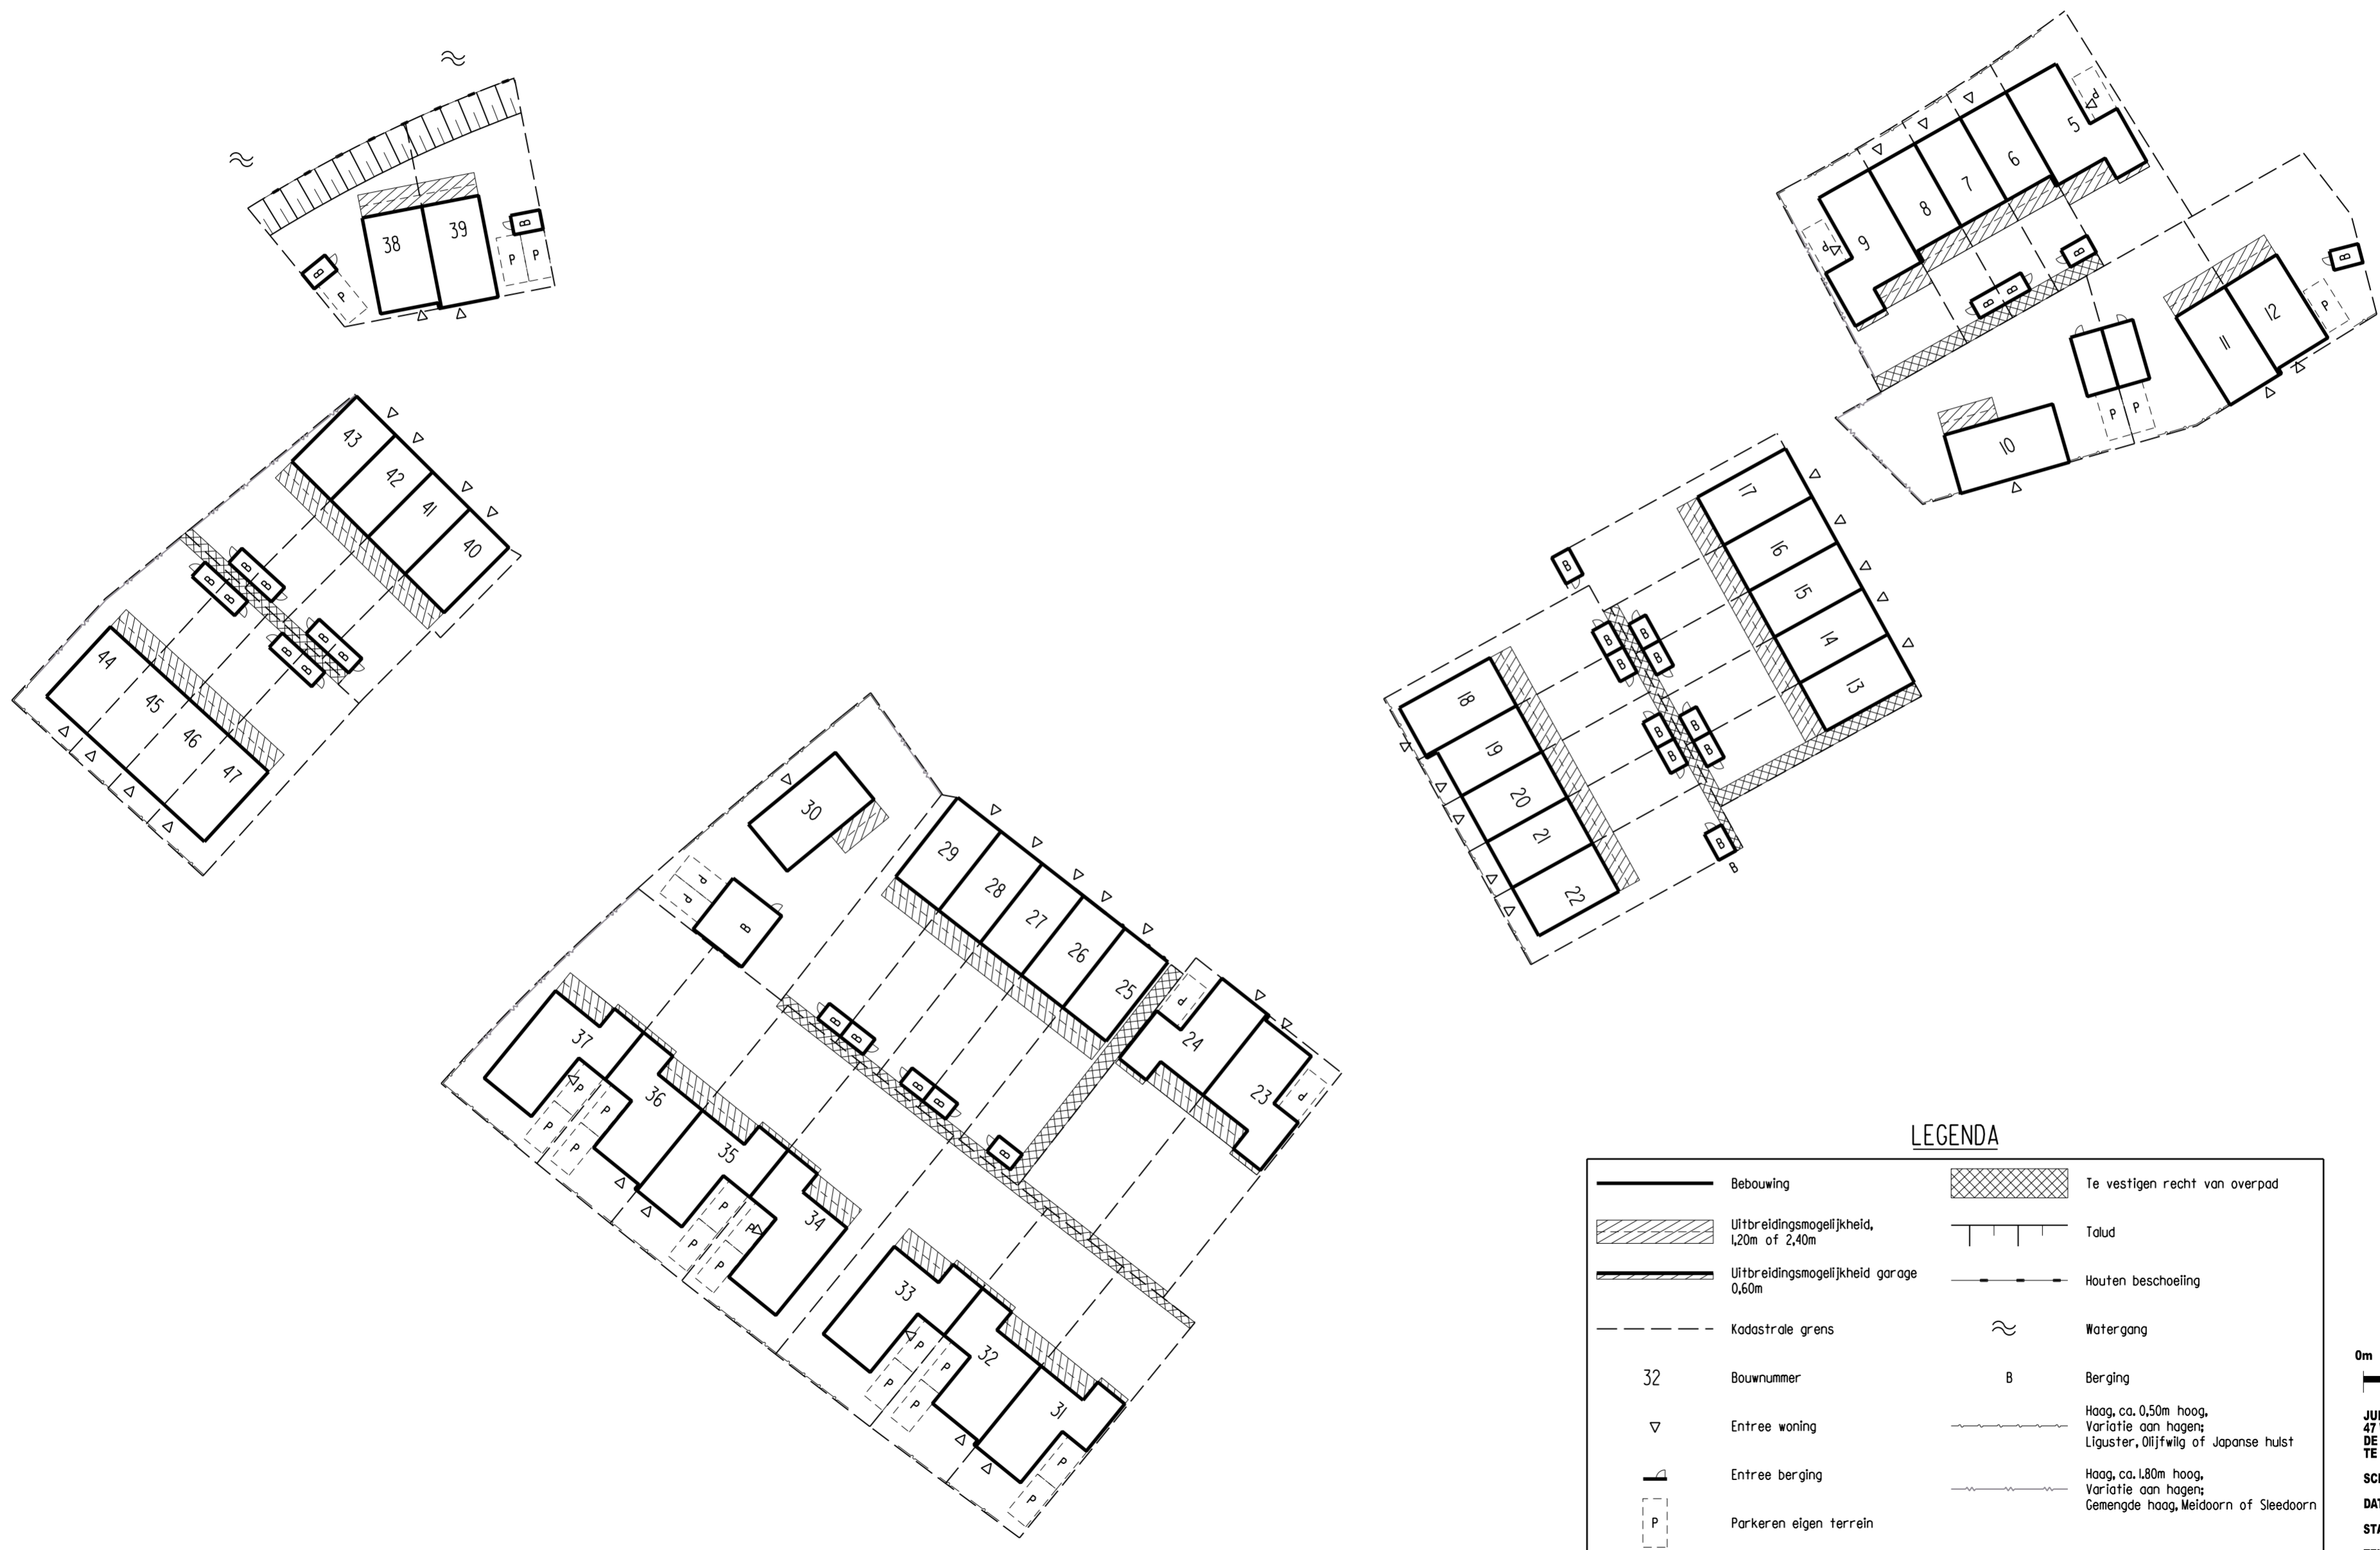 38
39
B
B
P
P
P
43
42
41
40
B
B
B
B
B
B
B
B
44
45
46
47
5
6
7
8
9
P
P
B
B
B
10
11
12
B
P
P
P
17
16
15
14
13
B
B
B
B
B
B
B
B
B
B
B
18
19
20
21
22
30
P
P
B
29
28
27
26
25
P
24
23
P
B
B
B
B
B
37
36
35
34
P
P
P
P
P
P
P
P
33
32
31
P
P
P
P
P
P
LEGENDA
Bebouwing
Uitbreidingsmogelijkheid,
1,20m of 2,40m
Uitbreidingsmogelijkheid garage
0,60m
Kadastrale grens
32 Bouwnummer
Entree woning
Entree berging
P Parkeren eigen terrein
Te vestigen recht van overpad
Talud
Houten beschoeiing
Watergang
B Berging
Haag, ca. 0,50m hoog,
Variatie aan hagen;
Liguster, Olijfwilg of Japanse hulst
Haag, ca. 1.80m hoog,
Variatie aan hagen;
Gemengde haag, Meidoorn of Sleedoorn
0m
47
DE
TE